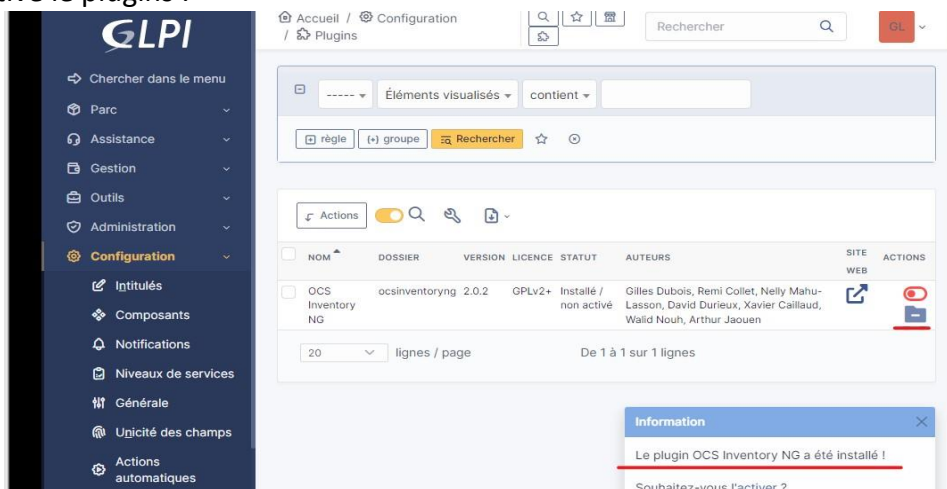 GLPI
Accueil / Configuration
/ Plugins
Rechercher
GL
Chercher dans le menu
Parc
Assistance
Gestion
Outils
Administration
Configuration
Intitulés
Composants
Notifications
Niveaux de services
Générale
Unicité des champs
Actions
automatiques
----- Éléments visualisés contient
règle (+) groupe Rechercher
Actions
NOM DOSSIER VERSION LICENCE STATUT AUTEURS SITE WEB ACTIONS
OCS Inventory NG ocsinventoryng 2.0.2 GPLv2+ Installé / non activé Gilles Dubois, Remi Collet, Nelly Mahu-
Lasson, David Durieux, Xavier Caillaud,
Walid Nouh, Arthur Jaouen
20 lignes / page De 1 à 1 sur 1 lignes
Information
Le plugin OCS Inventory NG a été installé !
Souhaitez-vous l'activer ?